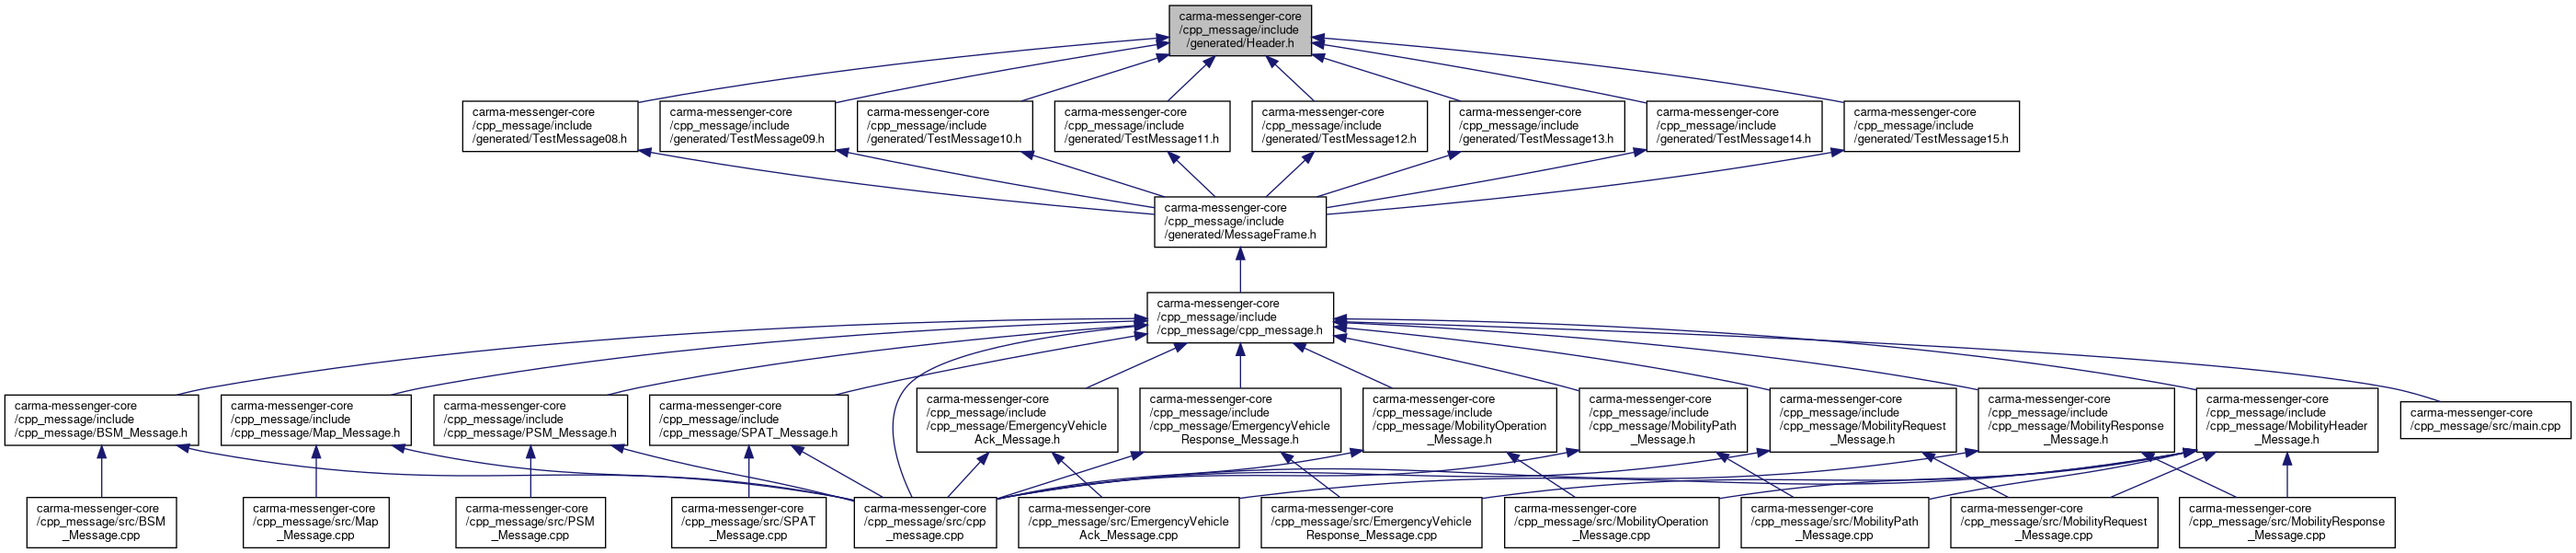 carma-messenger-core
/cpp_message/include
/generated/Header.h
carma-messenger-core
/cpp_message/include
/generated/TestMessage08.h
carma-messenger-core
/cpp_message/include
/generated/TestMessage09.h
carma-messenger-core
/cpp_message/include
/generated/TestMessage10.h
carma-messenger-core
/cpp_message/include
/generated/TestMessage11.h
carma-messenger-core
/cpp_message/include
/generated/TestMessage12.h
carma-messenger-core
/cpp_message/include
/generated/TestMessage13.h
carma-messenger-core
/cpp_message/include
/generated/TestMessage14.h
carma-messenger-core
/cpp_message/include
/generated/TestMessage15.h
carma-messenger-core
/cpp_message/include
/generated/MessageFrame.h
carma-messenger-core
/cpp_message/include
/cpp_message/cpp_message.h
carma-messenger-core
/cpp_message/include
/cpp_message/BSM_Message.h
carma-messenger-core
/cpp_message/include
/cpp_message/Map_Message.h
carma-messenger-core
/cpp_message/include
/cpp_message/PSM_Message.h
carma-messenger-core
/cpp_message/include
/cpp_message/SPAT_Message.h
carma-messenger-core
/cpp_message/include
/cpp_message/EmergencyVehicle
Ack_Message.h
carma-messenger-core
/cpp_message/include
/cpp_message/EmergencyVehicle
Response_Message.h
carma-messenger-core
/cpp_message/include
/cpp_message/MobilityOperation
_Message.h
carma-messenger-core
/cpp_message/include
/cpp_message/MobilityPath
_Message.h
carma-messenger-core
/cpp_message/include
/cpp_message/MobilityRequest
_Message.h
carma-messenger-core
/cpp_message/include
/cpp_message/MobilityResponse
_Message.h
carma-messenger-core
/cpp_message/include
/cpp_message/MobilityHeader
_Message.h
carma-messenger-core
/cpp_message/src/main.cpp
carma-messenger-core
/cpp_message/src/BSM
_Message.cpp
carma-messenger-core
/cpp_message/src/Map
_Message.cpp
carma-messenger-core
/cpp_message/src/PSM
_Message.cpp
carma-messenger-core
/cpp_message/src/SPAT
_Message.cpp
carma-messenger-core
/cpp_message/src/cpp
_message.cpp
carma-messenger-core
/cpp_message/src/EmergencyVehicle
Ack_Message.cpp
carma-messenger-core
/cpp_message/src/EmergencyVehicle
Response_Message.cpp
carma-messenger-core
/cpp_message/src/MobilityOperation
_Message.cpp
carma-messenger-core
/cpp_message/src/MobilityPath
_Message.cpp
carma-messenger-core
/cpp_message/src/MobilityRequest
_Message.cpp
carma-messenger-core
/cpp_message/src/MobilityResponse
_Message.cpp